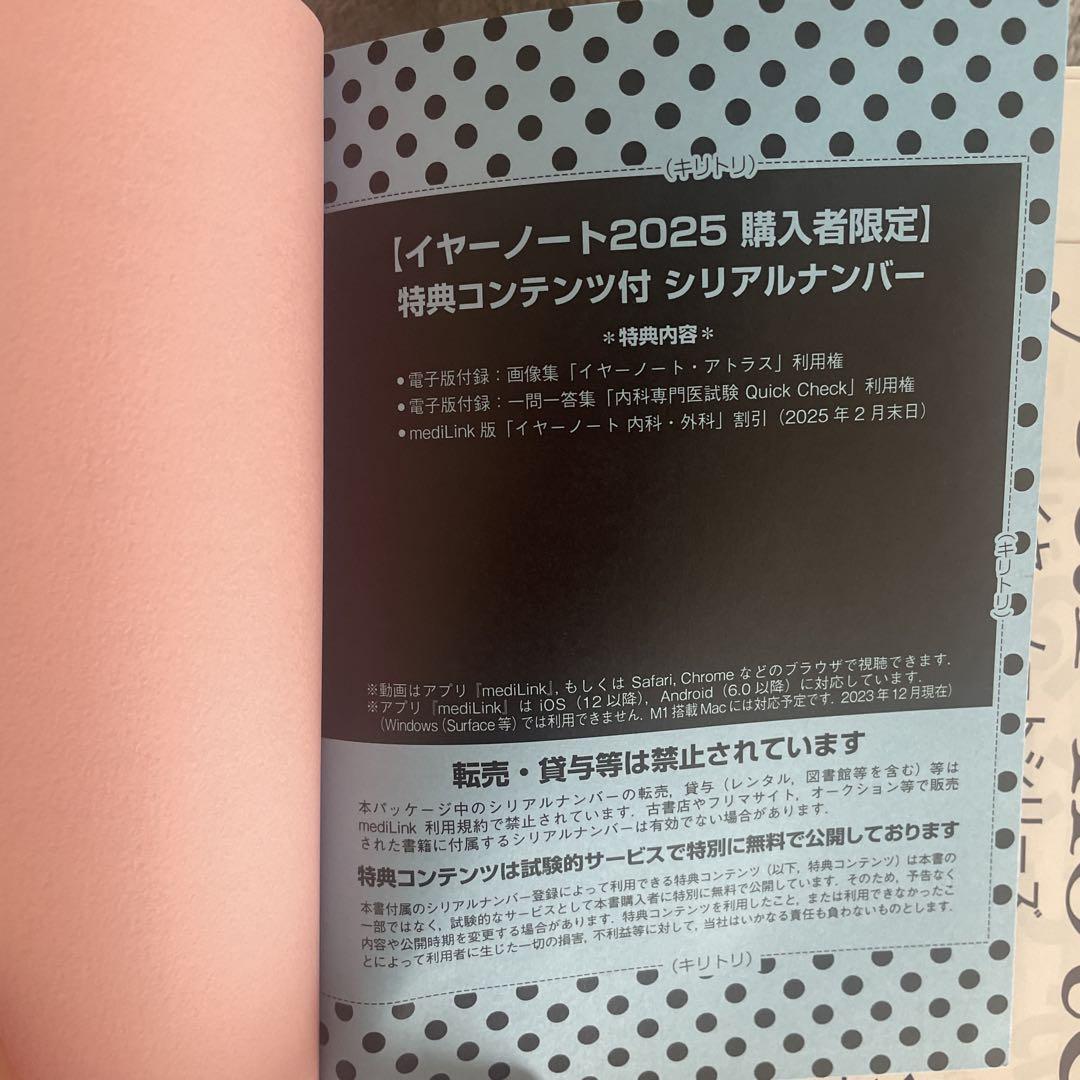 (キリトリ)
【イヤーノート2025 購入者限定】
特典コンテンツ付 シリアルナンバー
＊特典内容＊
●電子版付録：画像集「イヤーノート・アトラス」利用権
●電子版付録：一問一答集「内科専門医試験 Quick Check」利用権
●mediLink 版「イヤーノート 内科・外科」割引（2025 年 2 月末日）
(キリトリ)
※動画はアプリ『mediLink』, もしくは Safari, Chrome などのブラウザで視聴できます.
※アプリ『mediLink』は iOS（12 以降）, Android（6.0 以降）に対応しています.
（Windows（Surface 等）では利用できません. M1 搭載 Mac には対応予定です. 2023 年 12 月現在）
転売・貸与等は禁止されています
本パッケージ中のシリアルナンバーの転売, 貸与（レンタル, 図書館等を含む）等は
mediLink 利用規約で禁止されています. 古書店やフリマサイト, オークション等で販売
された書籍に付属するシリアルナンバーは有効でない場合があります.
特典コンテンツは試験的サービスで特別に無料で公開しております
本書付属のシリアルナンバー登録によって利用できる特典コンテンツ（以下, 特典コンテンツ）は本書の
一部ではなく, 試験的なサービスとして本書購入者に特別に無料で公開しています. そのため, 予告なく
内容や公開時期を変更する場合があります. 特典コンテンツを利用したこと, または利用できなかったこ
とによって利用者に生じた一切の損害, 不利益等に対して, 当社はいかなる責任も負わないものとします.
(キリトリ)